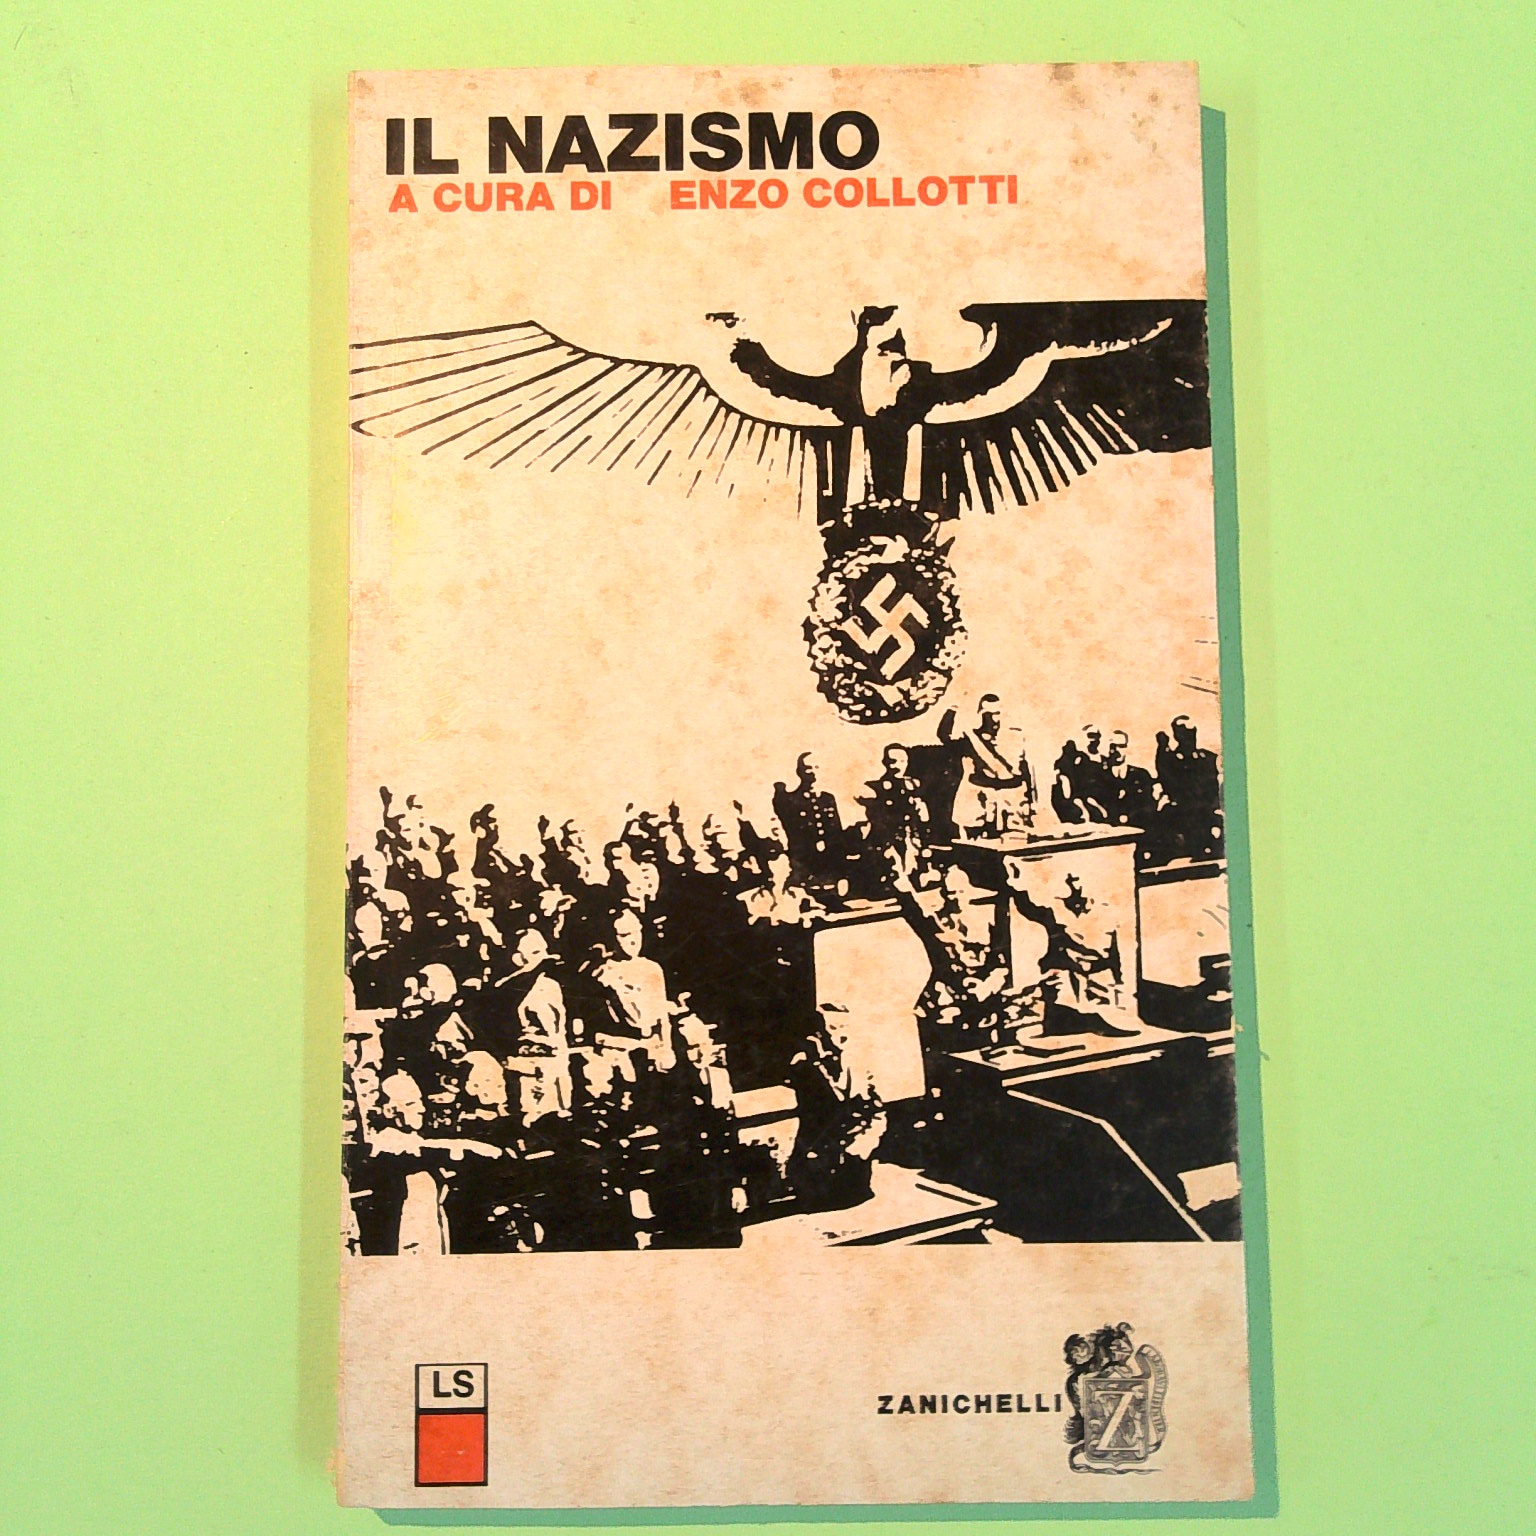 IL NAZISMO
A CURA DI ENZO COLLOTTI
LS
ZANICHELLI
Z